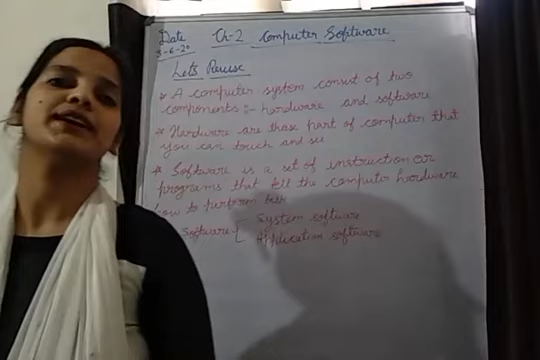 Date Ch-2 Computer Software
3-6-20
Lets Revise
* A computer system consist of two
components :- hardware and software
* Hardware are those part of computer that
you can touch and see
* Software is a set of instruction or
programs that tell the computer hardware
how to perform task
Software [ System software
Application software